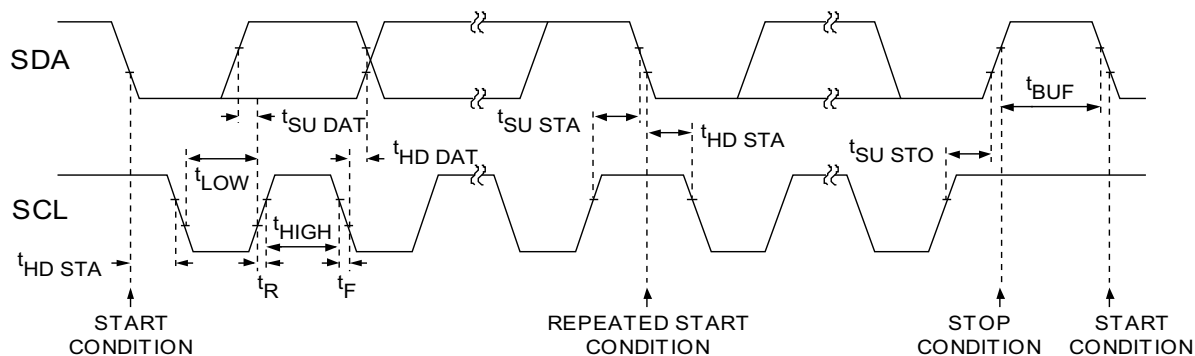 SDA
tSU DAT
tSU STA
tBUF
tHD DAT
tHD STA
tSU STO
tLOW
SCL
tHIGH
tHD STA
tR
tF
START
CONDITION
REPEATED START
CONDITION
STOP
CONDITION
START
CONDITION